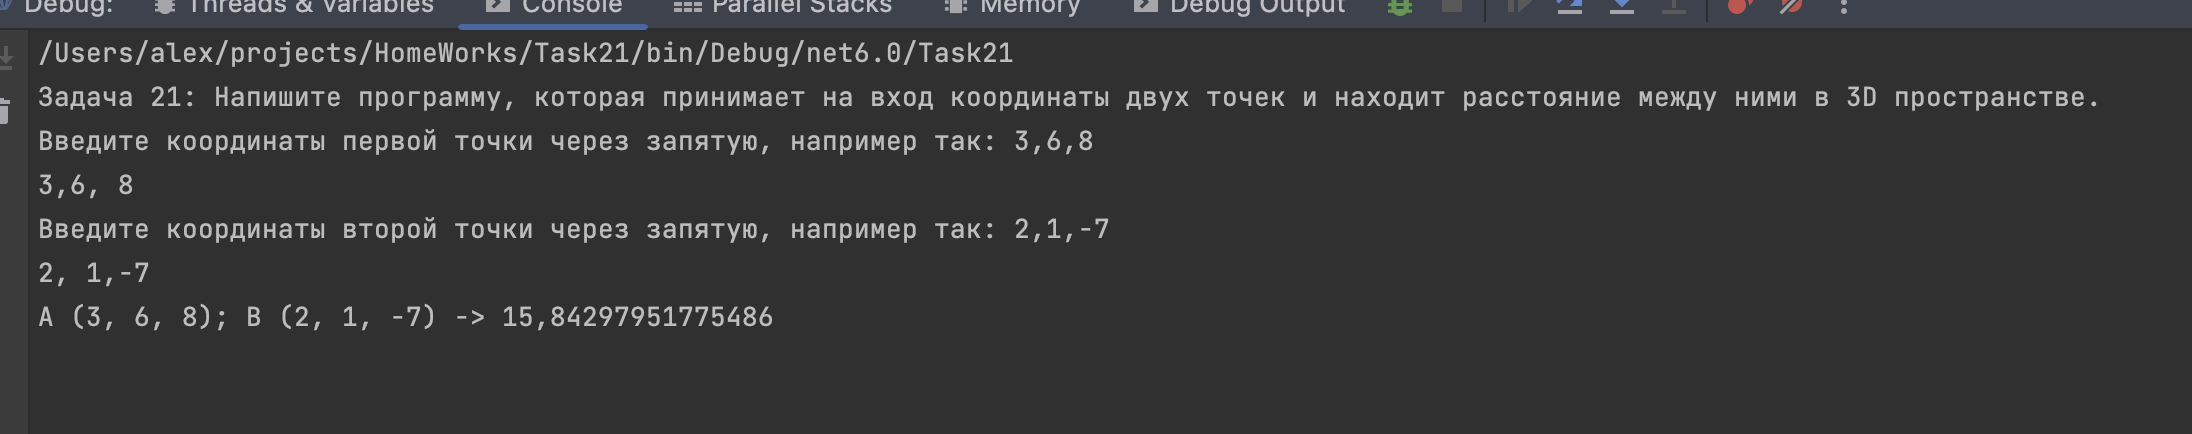 Debug: Threads & Variables Console Parallel Stacks Memory Debug Output
/Users/alex/projects/HomeWorks/Task21/bin/Debug/net6.0/Task21
Задача 21: Напишите программу, которая принимает на вход координаты двух точек и находит расстояние между ними в 3D пространстве.
Введите координаты первой точки через запятую, например так: 3,6,8
3,6, 8
Введите координаты второй точки через запятую, например так: 2,1,-7
2, 1,-7
A (3, 6, 8); B (2, 1, -7) -> 15,84297951775486